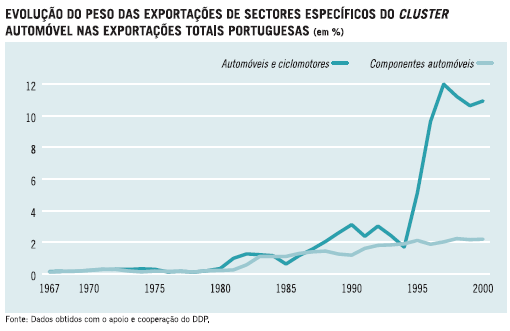 EVOLUÇÃO DO PESO DAS EXPORTAÇÕES DE SECTORES ESPECÍFICOS DO CLUSTER
AUTOMÓVEL NAS EXPORTAÇÕES TOTAIS PORTUGUESAS (em %)
Automóveis e ciclomotores Componentes automóveis
12
10
8
6
4
2
0
1967 1970 1975 1980 1985 1990 1995 2000
Fonte: Dados obtidos com o apoio e cooperação do DDP,